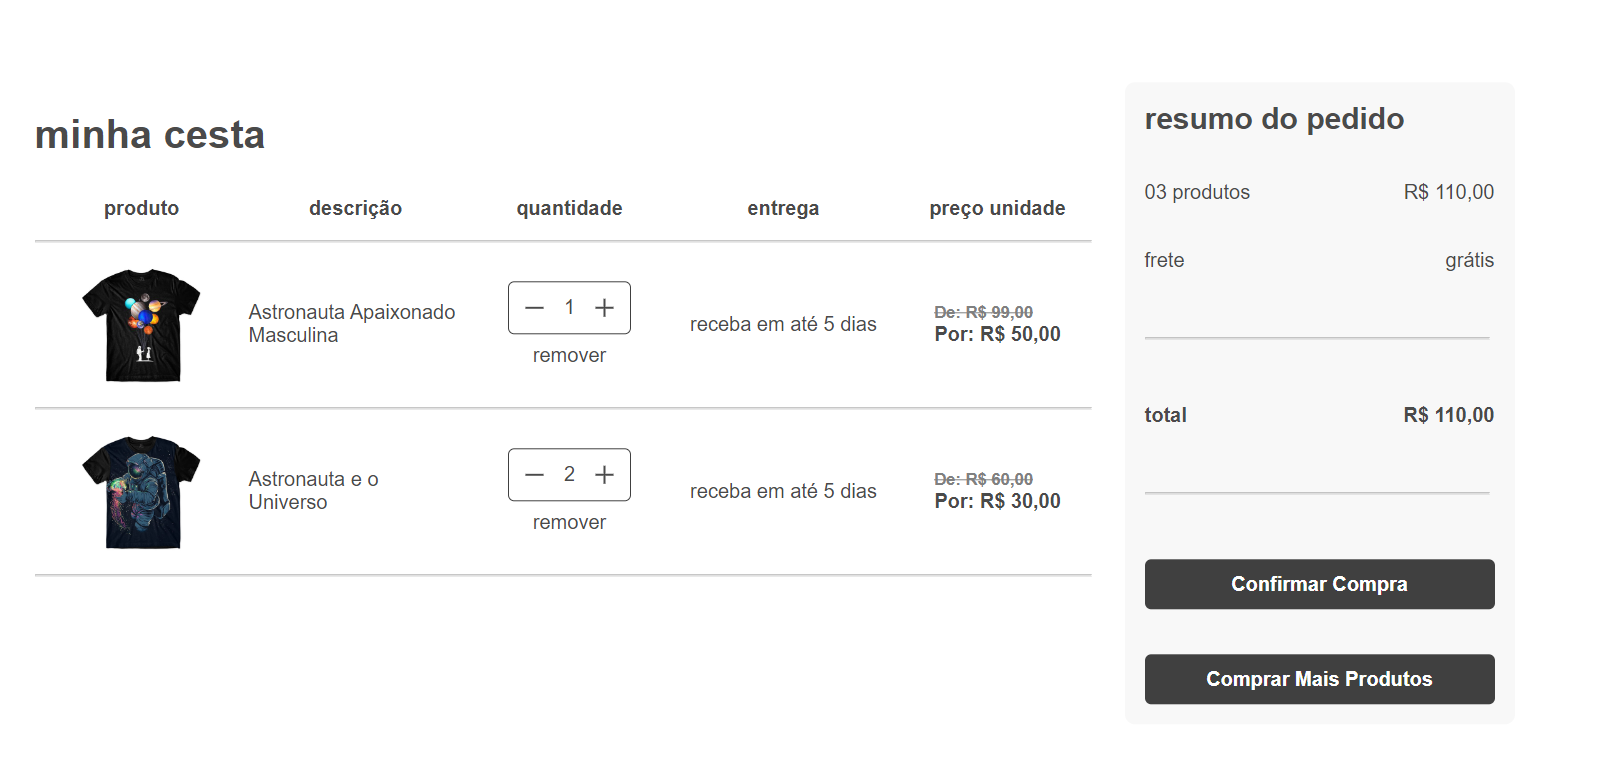 minha cesta
produto descrição quantidade entrega preço unidade
Astronauta Apaixonado
Masculina
1
remover
receba em até 5 dias
De: R$ 99,00
Por: R$ 50,00
Astronauta e o
Universo
2
remover
receba em até 5 dias
De: R$ 60,00
Por: R$ 30,00
resumo do pedido
03 produtos R$ 110,00
frete grátis
total R$ 110,00
Confirmar Compra
Comprar Mais Produtos